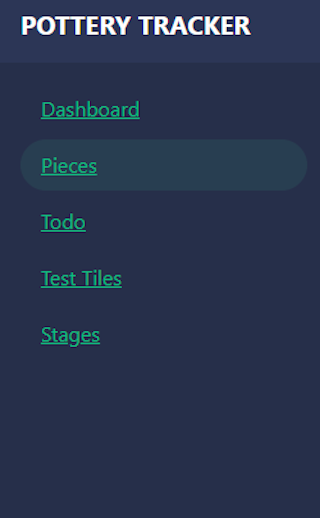 POTTERY TRACKER
Dashboard
Pieces
Todo
Test Tiles
Stages